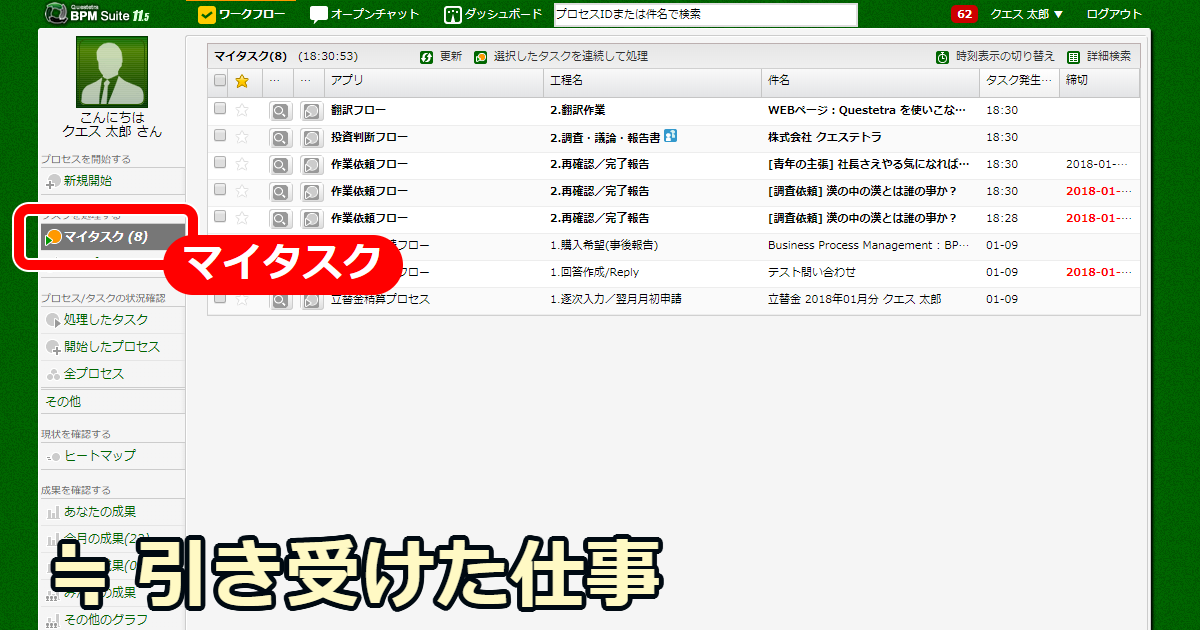 Questetra
BPM Suite 11.5
ワークフロー
オープンチャット
ダッシュボード
プロセスIDまたは件名で検索
62
クエス 太郎 ▼
ログアウト
こんにちは
クエス 太郎 さん
プロセスを開始する
新規開始
タスクを処理する
マイタスク (8)
マイタスク
プロセス/タスクの状況確認
処理したタスク
開始したプロセス
全プロセス
その他
現状を確認する
ヒートマップ
成果を確認する
あなたの成果
今月の成果(22)
みんなの成果
その他のグラフ
マイタスク(8) (18:30:53)
更新
選択したタスクを連続して処理
時刻表示の切り替え
詳細検索
... ... アプリ 工程名 件名 タスク発生... 締切
翻訳フロー 2.翻訳作業 WEBページ：Questetra を使いこな... 18:30
投資判断フロー 2.調査・議論・報告書 株式会社 クエステトラ 18:30
作業依頼フロー 2.再確認／完了報告 [青年の主張] 社長さえやる気になれば... 18:30 2018-01-...
作業依頼フロー 2.再確認／完了報告 [調査依頼] 漢の中の漢とは誰の事か？ 18:30 2018-01-...
作業依頼フロー 2.再確認／完了報告 [調査依頼] 漢の中の漢とは誰の事か？ 18:28 2018-01-...
フロー 1.購入希望(事後報告) Business Process Management : BP... 01-09
フロー 1.回答作成/Reply テスト問い合わせ 01-09 2018-01-...
立替金精算プロセス 1.逐次入力／翌月月初申請 立替金 2018年01月分 クエス 太郎 01-09
≒ 引き受けた仕事